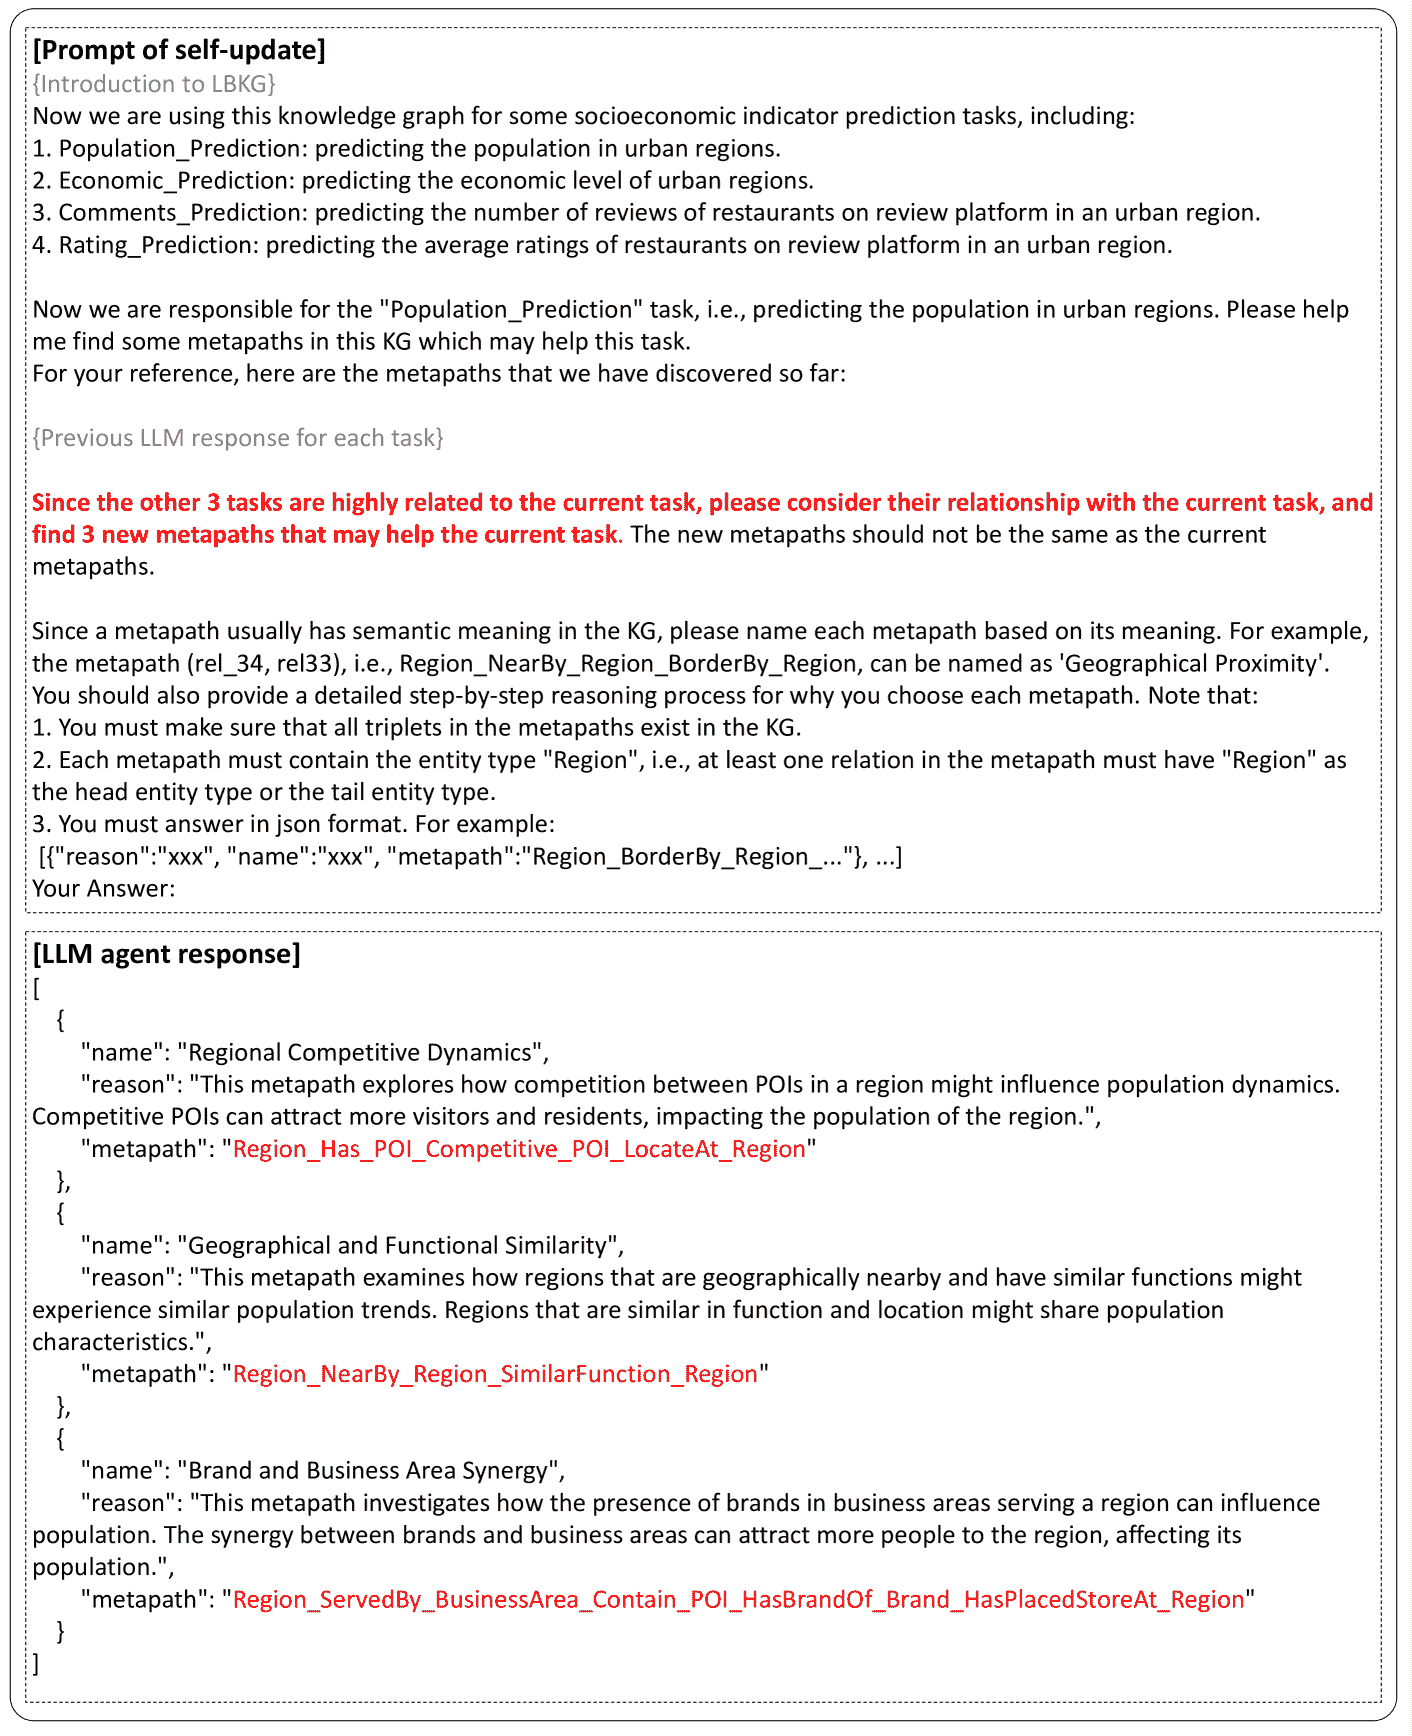 [Prompt of self-update]
{Introduction to LBKG}
Now we are using this knowledge graph for some socioeconomic indicator prediction tasks, including:
1. Population_Prediction: predicting the population in urban regions.
2. Economic_Prediction: predicting the economic level of urban regions.
3. Comments_Prediction: predicting the number of reviews of restaurants on review platform in an urban region.
4. Rating_Prediction: predicting the average ratings of restaurants on review platform in an urban region.
Now we are responsible for the "Population_Prediction" task, i.e., predicting the population in urban regions. Please help
me find some metapaths in this KG which may help this task.
For your reference, here are the metapaths that we have discovered so far:
{Previous LLM response for each task}
Since the other 3 tasks are highly related to the current task, please consider their relationship with the current task, and
find 3 new metapaths that may help the current task. The new metapaths should not be the same as the current
metapaths.
Since a metapath usually has semantic meaning in the KG, please name each metapath based on its meaning. For example,
the metapath (rel_34, rel33), i.e., Region_NearBy_Region_BorderBy_Region, can be named as 'Geographical Proximity'.
You should also provide a detailed step-by-step reasoning process for why you choose each metapath. Note that:
1. You must make sure that all triplets in the metapaths exist in the KG.
2. Each metapath must contain the entity type "Region", i.e., at least one relation in the metapath must have "Region" as
the head entity type or the tail entity type.
3. You must answer in json format. For example:
[{"reason":"xxx", "name":"xxx", "metapath":"Region_BorderBy_Region_..."}, ...]
Your Answer:
[LLM agent response]
[
{
"name": "Regional Competitive Dynamics",
"reason": "This metapath explores how competition between POIs in a region might influence population dynamics.
Competitive POIs can attract more visitors and residents, impacting the population of the region.",
"metapath": "Region_Has_POI_Competitive_POI_LocateAt_Region"
},
{
"name": "Geographical and Functional Similarity",
"reason": "This metapath examines how regions that are geographically nearby and have similar functions might
experience similar population trends. Regions that are similar in function and location might share population
characteristics.",
"metapath": "Region_NearBy_Region_SimilarFunction_Region"
},
{
"name": "Brand and Business Area Synergy",
"reason": "This metapath investigates how the presence of brands in business areas serving a region can influence
population. The synergy between brands and business areas can attract more people to the region, affecting its
population.",
"metapath": "Region_ServedBy_BusinessArea_Contain_POI_HasBrandOf_Brand_HasPlacedStoreAt_Region"
}
]